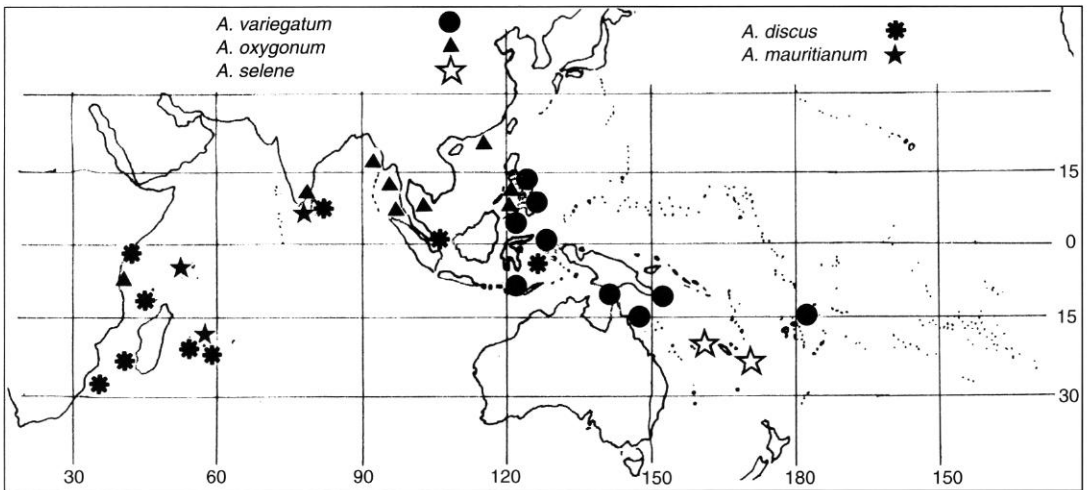 A. variegatum
A. oxygonum
A. selene
A. discus
A. mauritianum
15
0
15
30
30
60
90
120
150
180
150